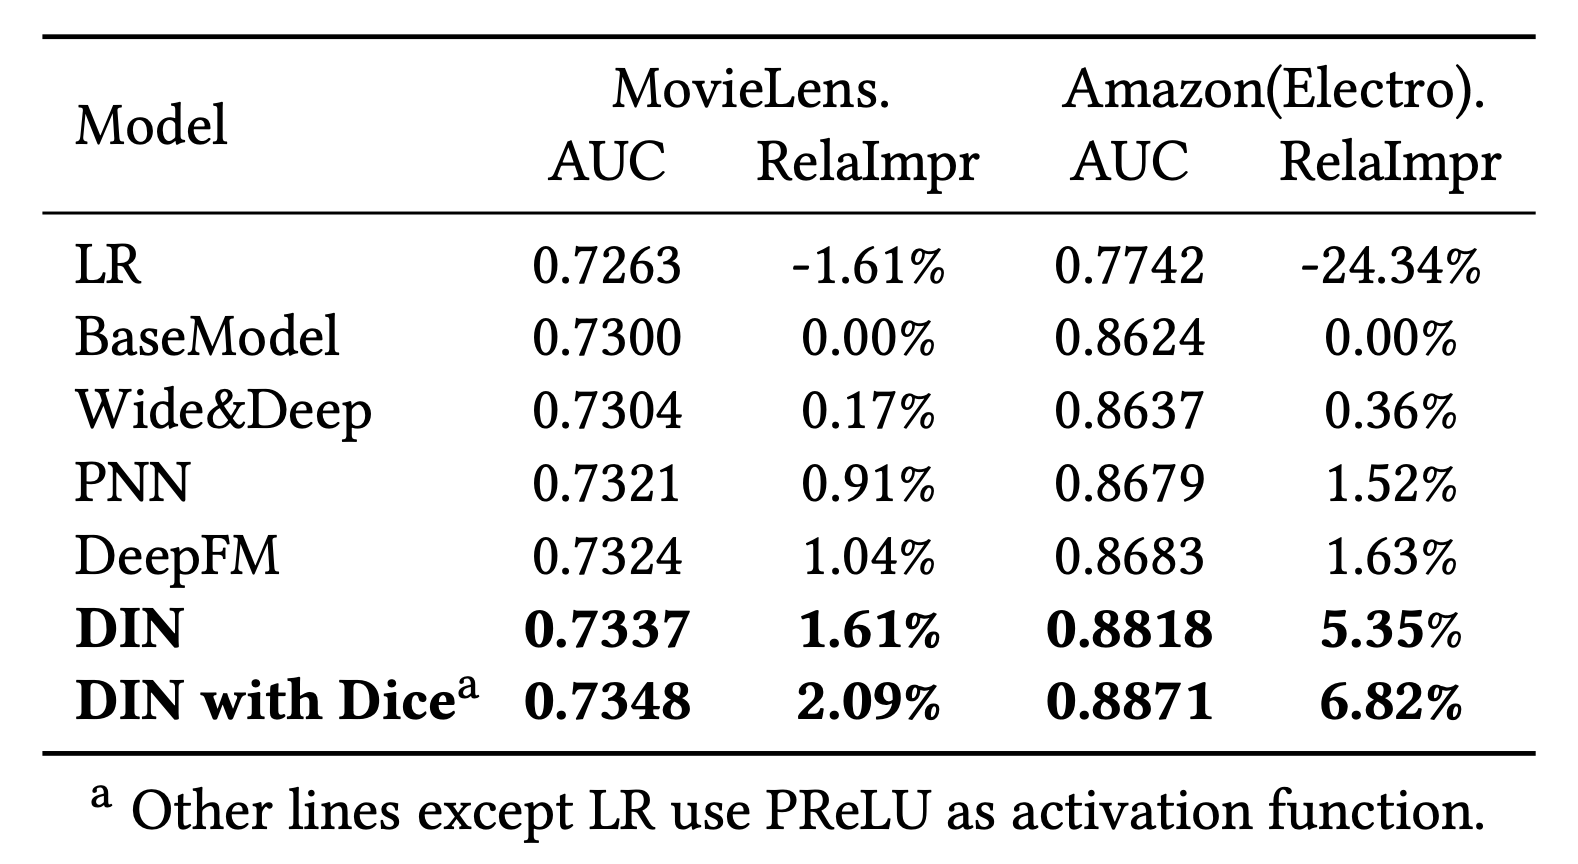 MovieLens. Amazon(Electro).
Model
AUC RelaImpr AUC RelaImpr
LR 0.7263 -1.61% 0.7742 -24.34%
BaseModel 0.7300 0.00% 0.8624 0.00%
Wide&Deep 0.7304 0.17% 0.8637 0.36%
PNN 0.7321 0.91% 0.8679 1.52%
DeepFM 0.7324 1.04% 0.8683 1.63%
DIN 0.7337 1.61% 0.8818 5.35%
DIN with Dice^a 0.7348 2.09% 0.8871 6.82%
^a Other lines except LR use PReLU as activation function.